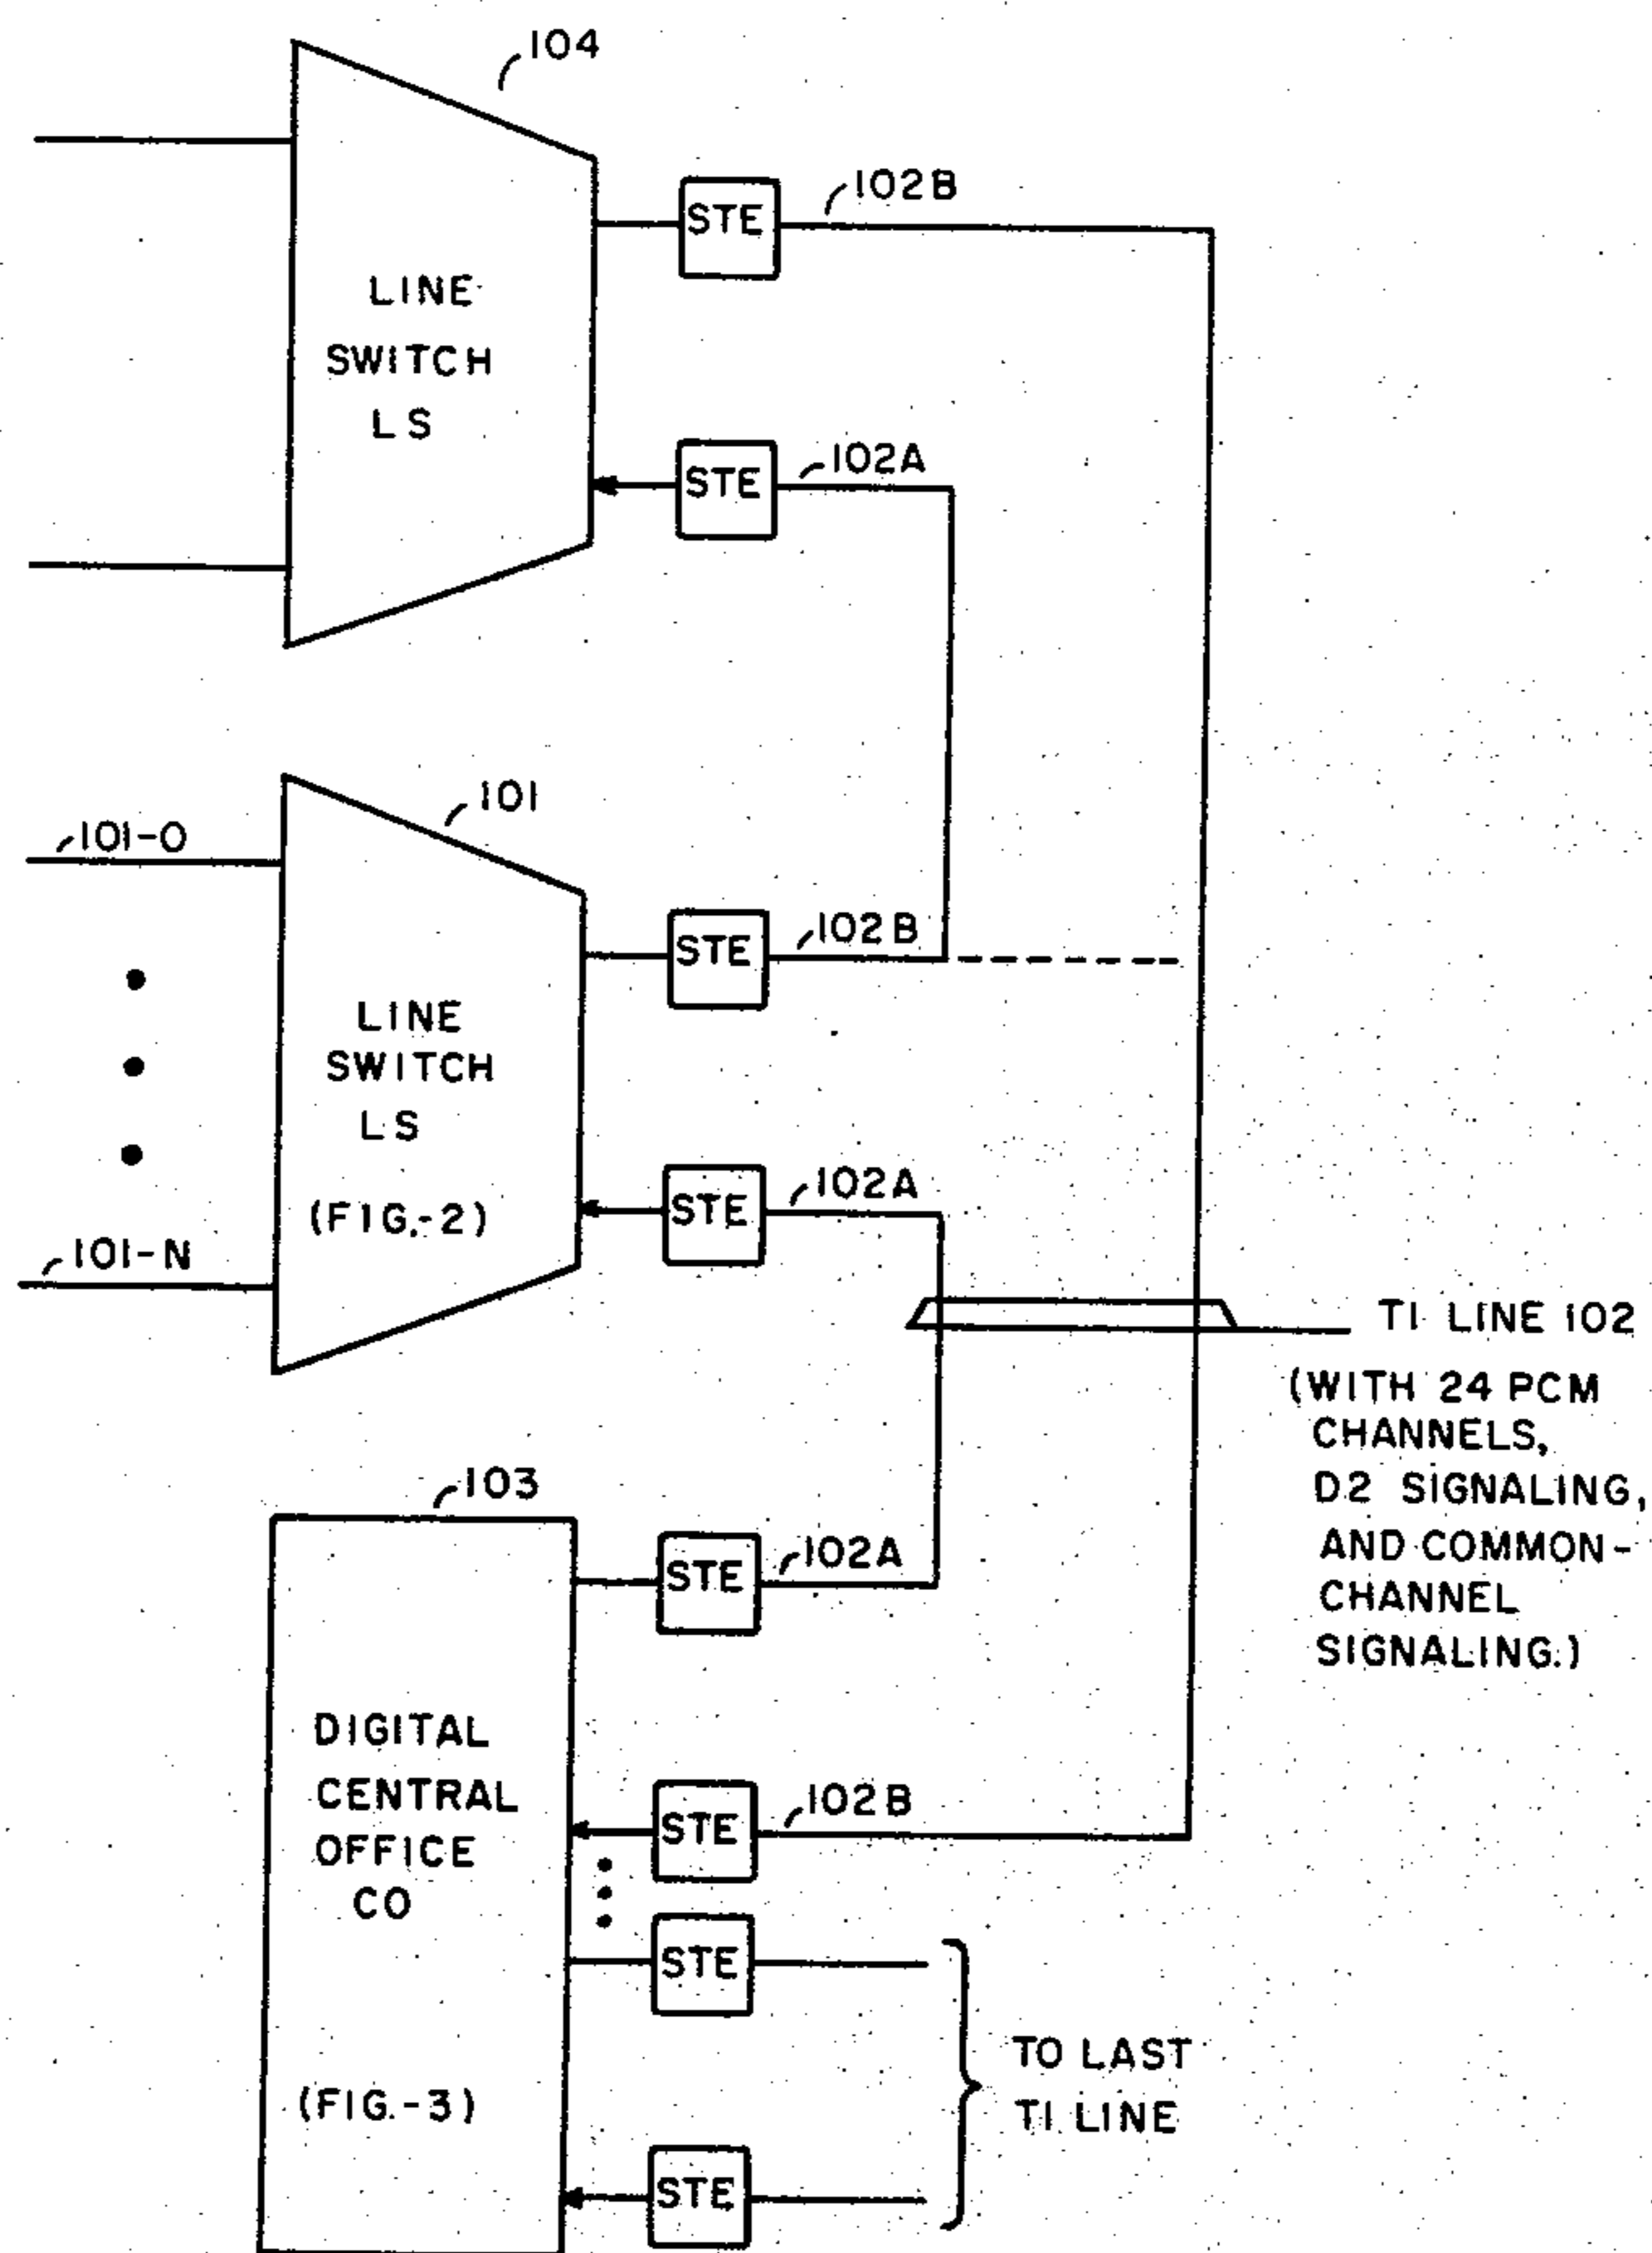 104
STE
102B
LINE
SWITCH
LS
STE
102A
101
101-0
STE
102B
LINE
SWITCH
LS
(FIG.-2)
STE
102A
101-N
T1 LINE 102
(WITH 24 PCM
CHANNELS,
D2 SIGNALING,
AND COMMON-
CHANNEL
SIGNALING.)
103
STE
102A
DIGITAL
CENTRAL
OFFICE
CO
STE
102B
STE
TO LAST
T1 LINE
(FIG.-3)
STE